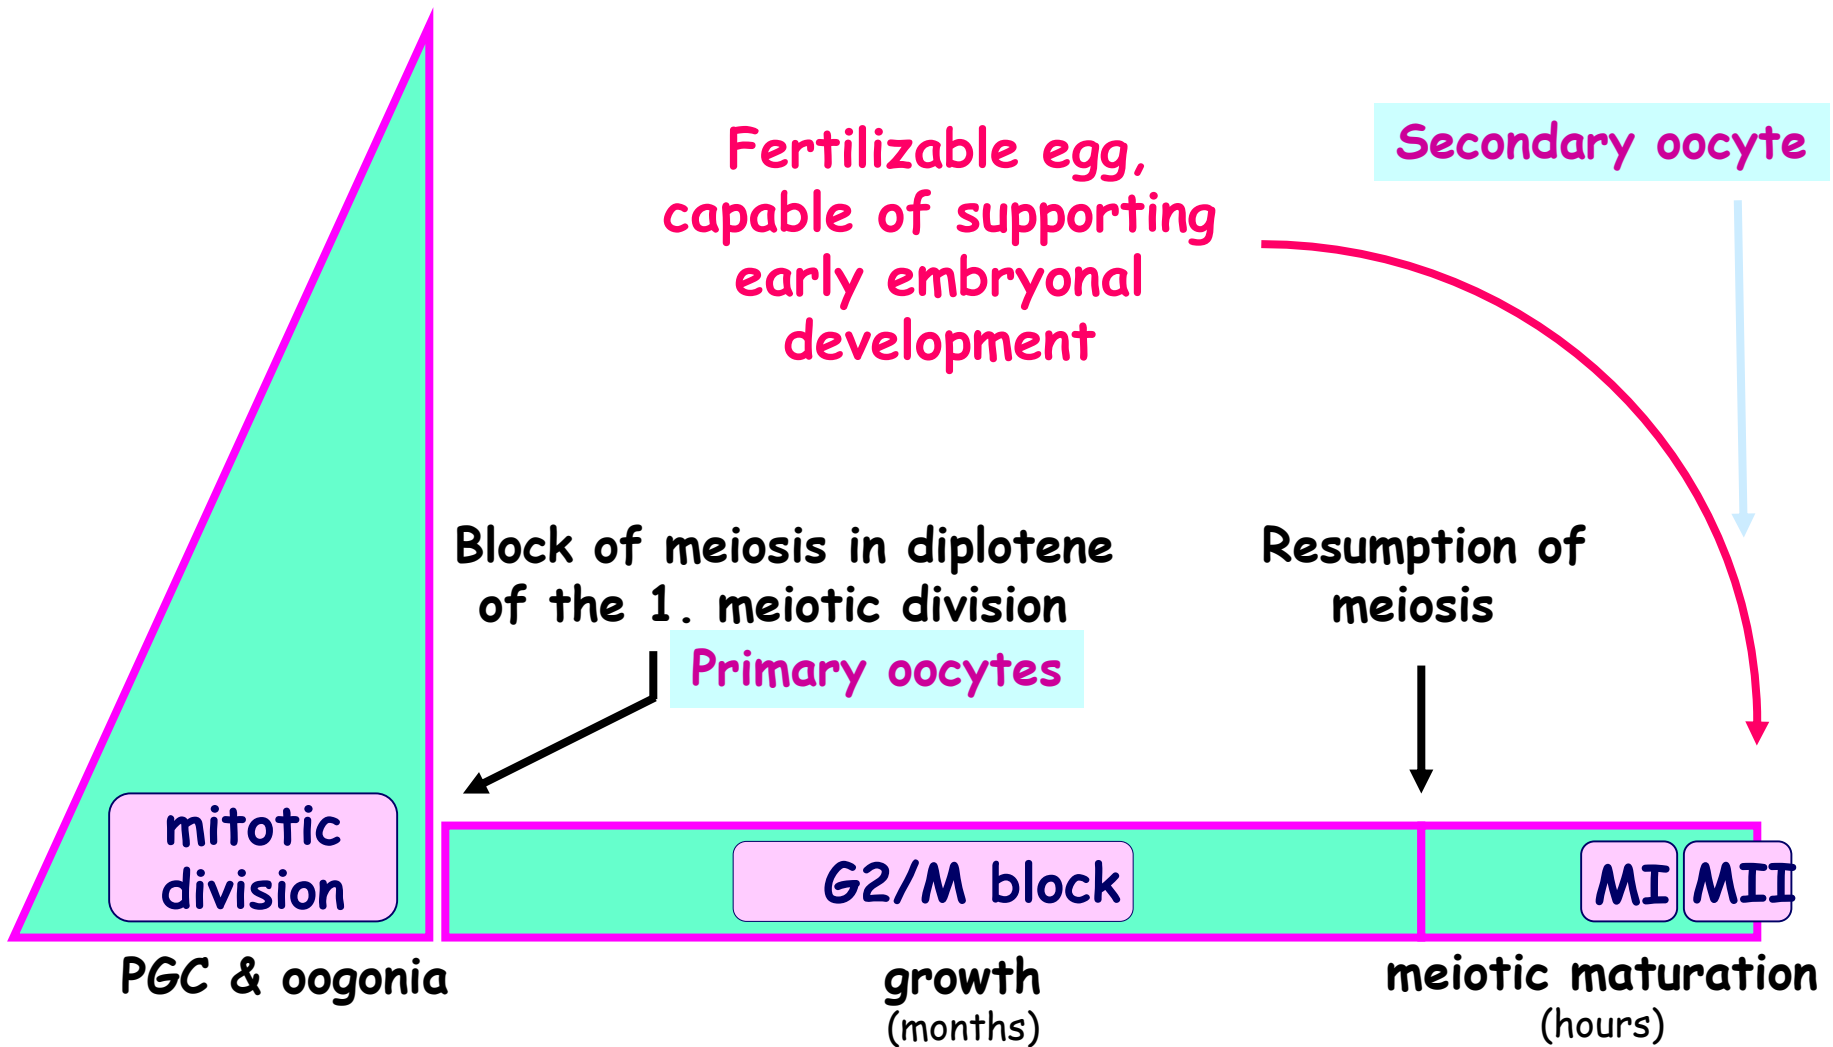 Fertilizable egg,
capable of supporting
early embryonal
development
Secondary oocyte
Block of meiosis in diplotene
of the 1. meiotic division
Primary oocytes
Resumption of
meiosis
mitotic
division
G2/M block
MI
MII
PGC & oogonia
growth
(months)
meiotic maturation
(hours)